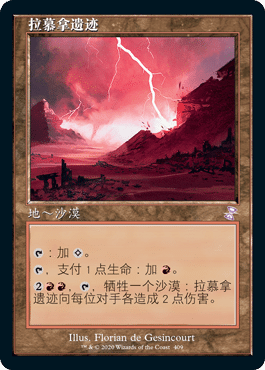 拉慕拿遗迹
地～沙漠
：加。
，支付1点生命：加。
2，，牺牲一个沙漠：拉慕拿
遗迹向每位对手各造成2点伤害。
Illus. Florian de Gesincourt
™ & © 2020 Wizards of the Coast 409